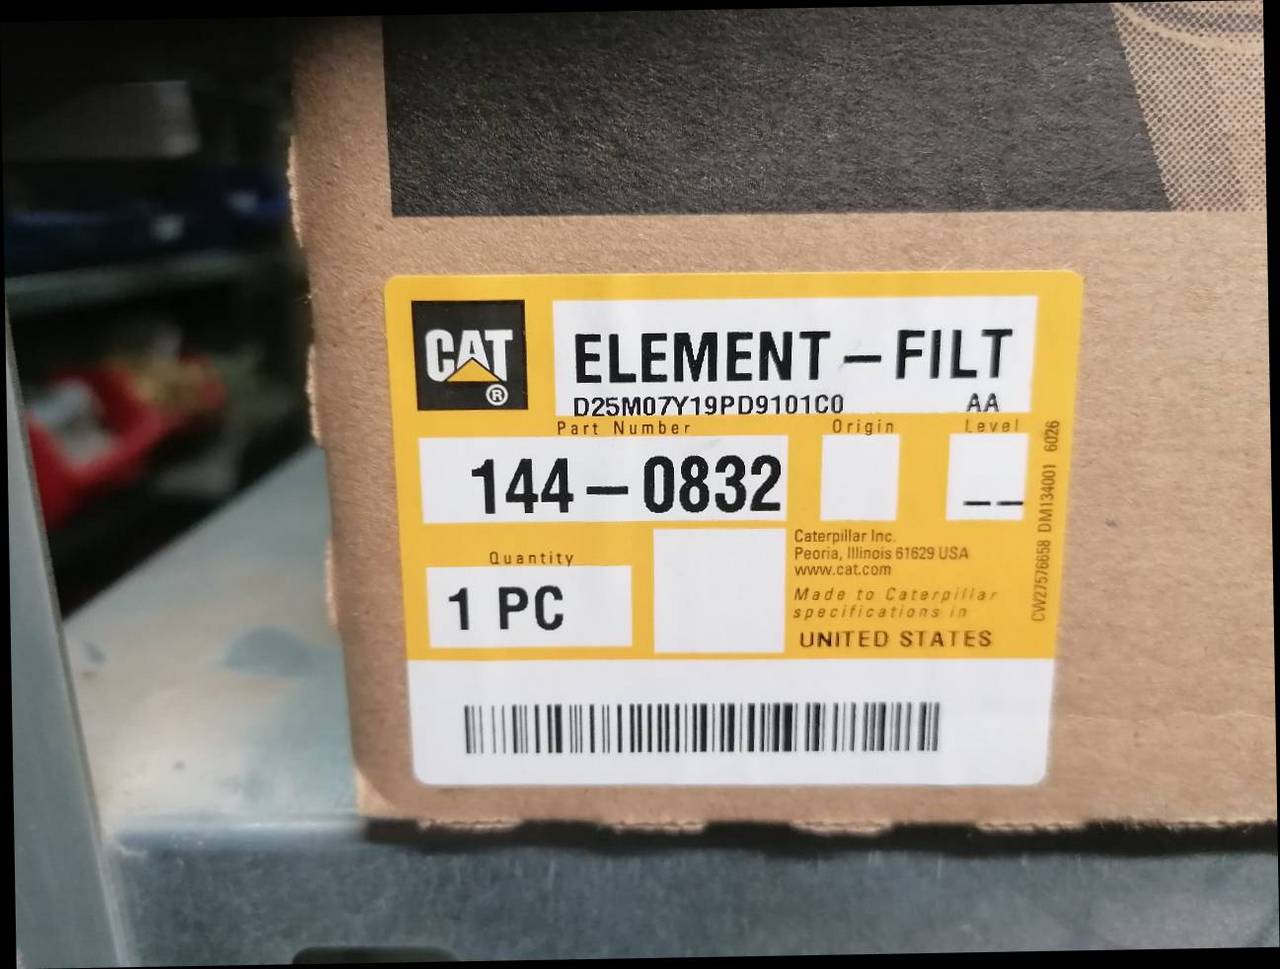 CAT
®
ELEMENT – FILT
D25M07Y19PD9101C0 AA
Part Number Origin Level
144 – 0832 – –
Quantity
1 PC
Caterpillar Inc.
Peoria, Illinois 61629 USA
www.cat.com
Made to Caterpillar
specifications in
UNITED STATES
CW27576658 DM134001 6026